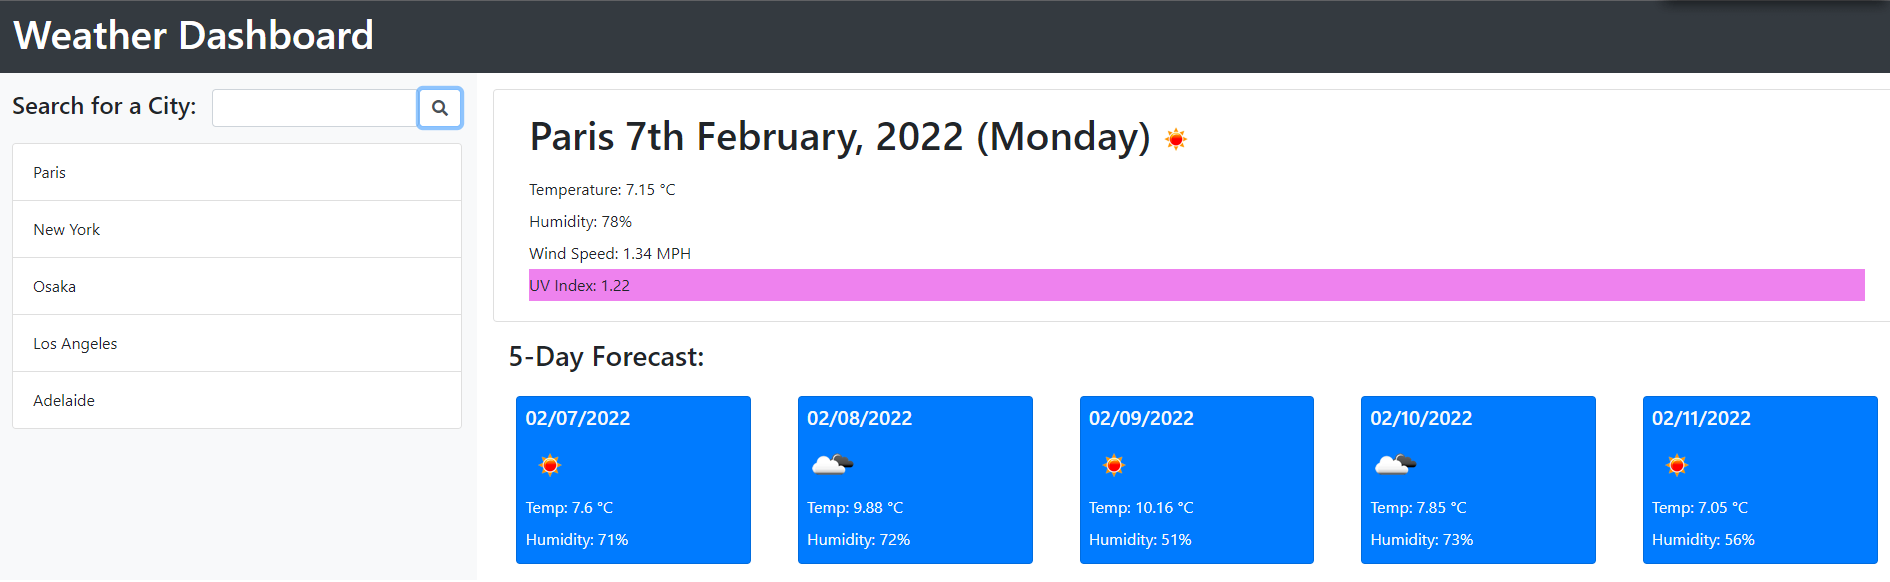 Weather Dashboard
Search for a City:
Paris
New York
Osaka
Los Angeles
Adelaide
Paris 7th February, 2022 (Monday)
Temperature: 7.15 °C
Humidity: 78%
Wind Speed: 1.34 MPH
UV Index: 1.22
5-Day Forecast:
02/07/2022
Temp: 7.6 °C
Humidity: 71%
02/08/2022
Temp: 9.88 °C
Humidity: 72%
02/09/2022
Temp: 10.16 °C
Humidity: 51%
02/10/2022
Temp: 7.85 °C
Humidity: 73%
02/11/2022
Temp: 7.05 °C
Humidity: 56%